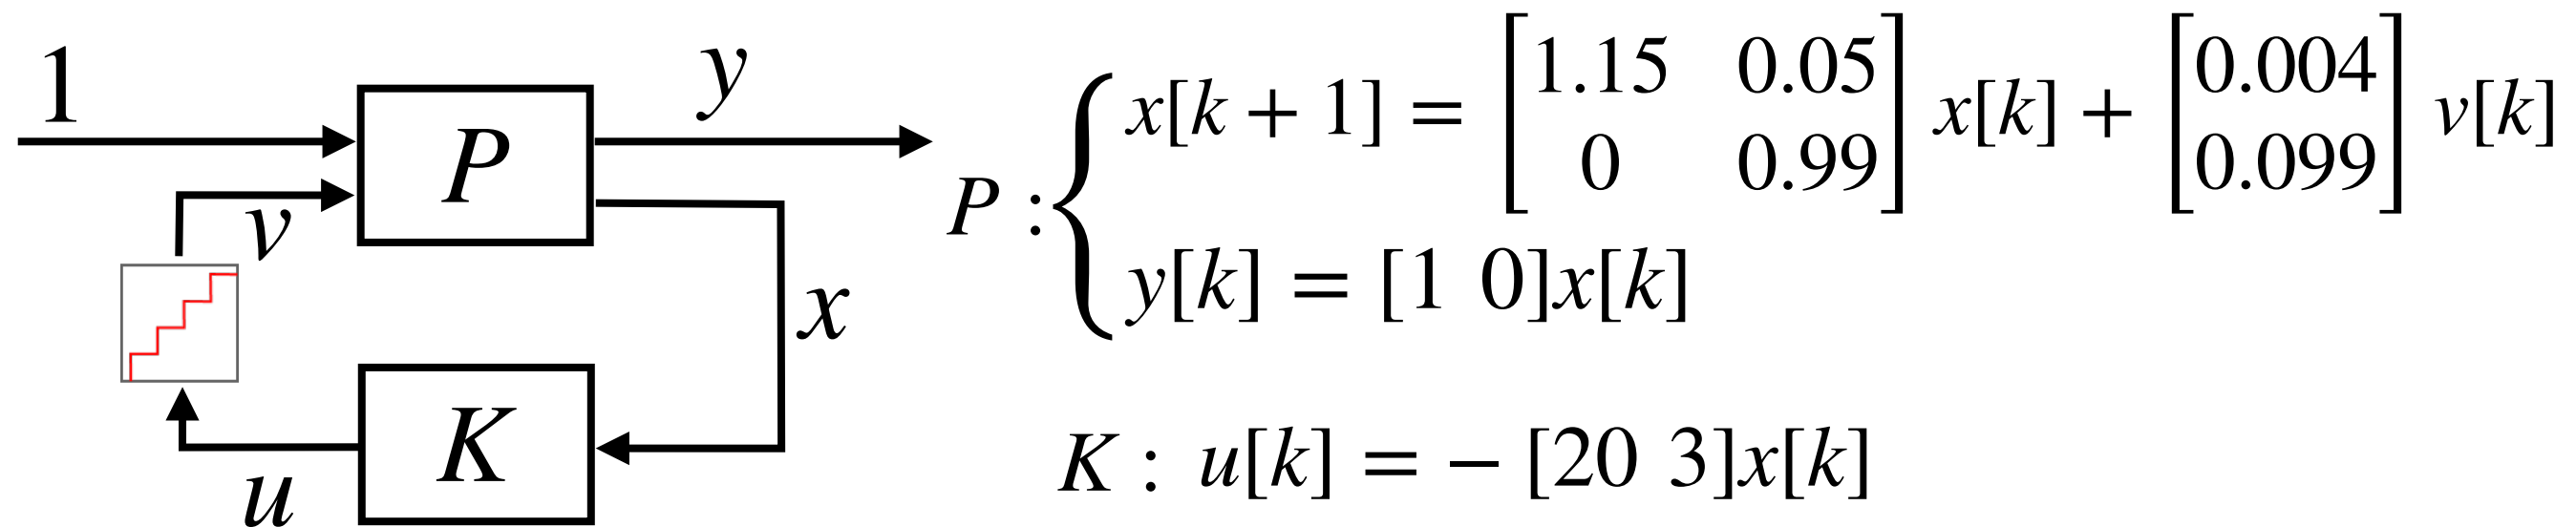 1
P
y
v
x
K
u
P : { x[k + 1] = [1.15 0.05; 0 0.99] x[k] + [0.004; 0.099] v[k]
y[k] = [1 0]x[k]
K : u[k] = − [20 3]x[k]